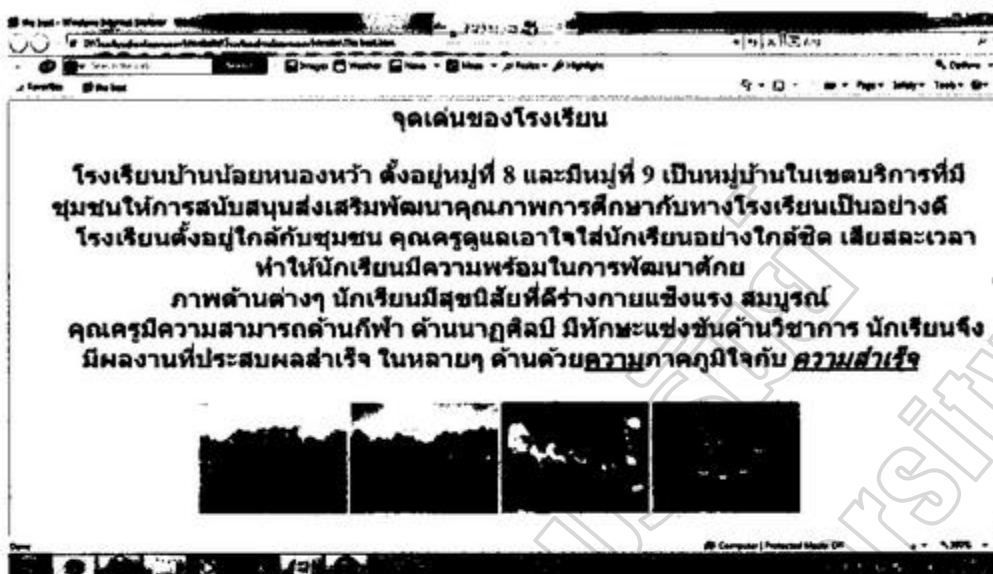 the best - Windows Internet Explorer
Images Weather News
Favorites the best
Page Safety Tools
จุดเด่นของโรงเรียน
โรงเรียนบ้านน้อยหนองหว้า ตั้งอยู่หมู่ที่ 8 และมีหมู่ที่ 9 เป็นหมู่บ้านในเขตบริการที่มี
ชุมชนให้การสนับสนุนส่งเสริมพัฒนาคุณภาพการศึกษากับทางโรงเรียนเป็นอย่างดี
โรงเรียนตั้งอยู่ใกล้กับชุมชน คุณครูดูแลเอาใจใส่นักเรียนอย่างใกล้ชิด เสียสละเวลา
ทำให้นักเรียนมีความพร้อมในการพัฒนาศักย
ภาพด้านต่างๆ นักเรียนมีสุขนิสัยที่ดีร่างกายแข็งแรง สมบูรณ์
คุณครูมีความสามารถด้านกีฬา ด้านนาฏศิลป์ มีทักษะแข่งขันด้านวิชาการ นักเรียนจึง
มีผลงานที่ประสบผลสำเร็จ ในหลายๆ ด้านด้วยความภาคภูมิใจกับ ความสำเร็จ
Done Computer | Protected Mode: Off